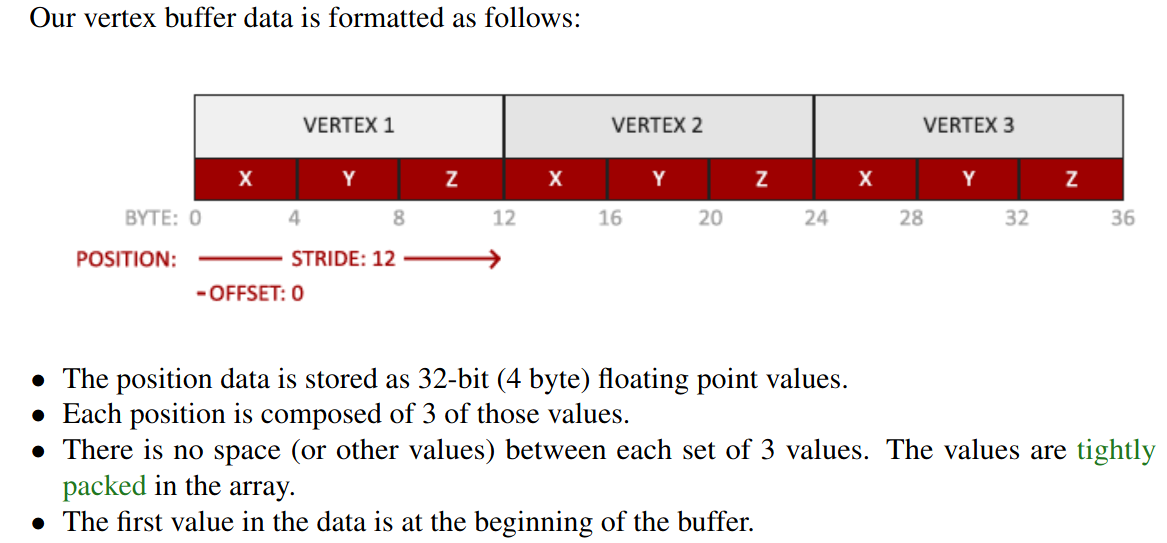 Our vertex buffer data is formatted as follows:
VERTEX 1 VERTEX 2 VERTEX 3
X Y Z X Y Z X Y Z
BYTE: 0 4 8 12 16 20 24 28 32 36
POSITION: STRIDE: 12
-OFFSET: 0
• The position data is stored as 32-bit (4 byte) floating point values.
• Each position is composed of 3 of those values.
• There is no space (or other values) between each set of 3 values. The values are tightly
packed in the array.
• The first value in the data is at the beginning of the buffer.